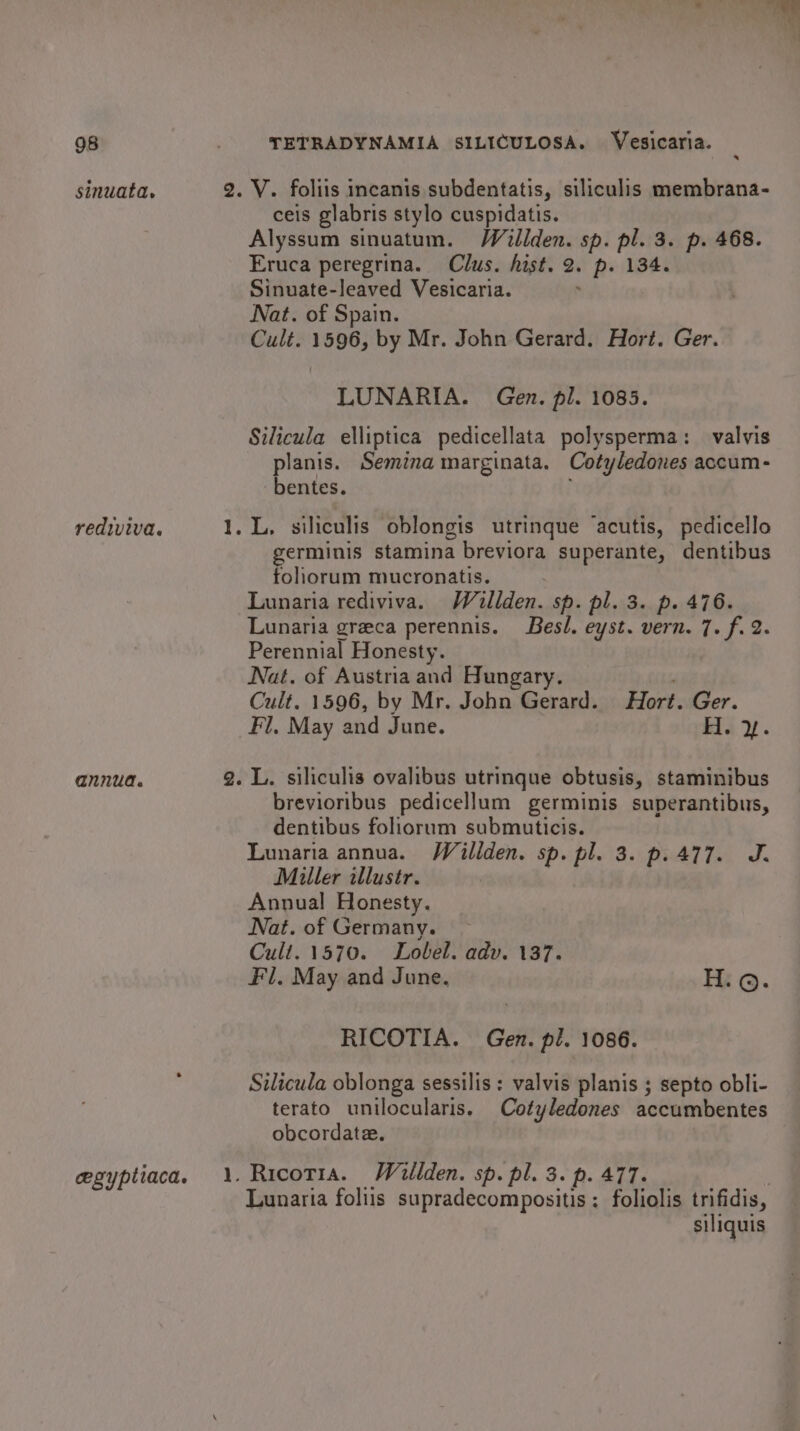 98 TETRADYNAMIA SILICULOSA. Vesicaria.
sinuata. 2. V. foliis incanis subdentatis, siliculis membrana-
ceis glabris stylo cuspidatis.
Alyssum sinuatum. Willden. sp. pl. 3. p. 468.
Eruca peregrina. Clus. hist. 2. p. 134.
Sinuate-leaved Vesicaria.
Nat. of Spain.
Cult. 1596, by Mr. John Gerard. Hort. Ger.
LUNARIA. Gen. pl. 1085.
Silicula elliptica pedicellata polysperma: valvis
planis. Semina marginata. Cotyledones accum-
bentes.
rediviva. 1. L. siliculis oblongis utrinque acutis, pedicello
germinis stamina breviora superante, dentibus
foliorum mucronatis.
Lunaria rediviva. Willden. sp. pl. 3. p. 476.
Lunaria græca perennis. Besl. eyst. vern. 7. f. 2.
Perennial Honesty.
Nat. of Austria and Hungary.
Cult. 1596, by Mr. John Gerard. Hort. Ger.
Fl. May and June. H. ♃.
annua. 2. L. siliculis ovalibus utrinque obtusis, staminibus
brevioribus pedicellum germinis superantibus,
dentibus foliorum submuticis.
Lunaria annua. Willden. sp. pl. 3. p. 477. J.
Miller illustr.
Annual Honesty.
Nat. of Germany.
Cult. 1570. Lobel. adv. 137.
Fl. May and June. H. ☉.
RICOTIA. Gen. pl. 1086.
Silicula oblonga sessilis: valvis planis; septo obli-
terato unilocularis. Cotyledones accumbentes
obcordatæ.
ægyptiaca. 1. RICOTIA. Willden. sp. pl. 3. p. 477.
Lunaria foliis supradecompositis; foliolis trifidis,
siliquis